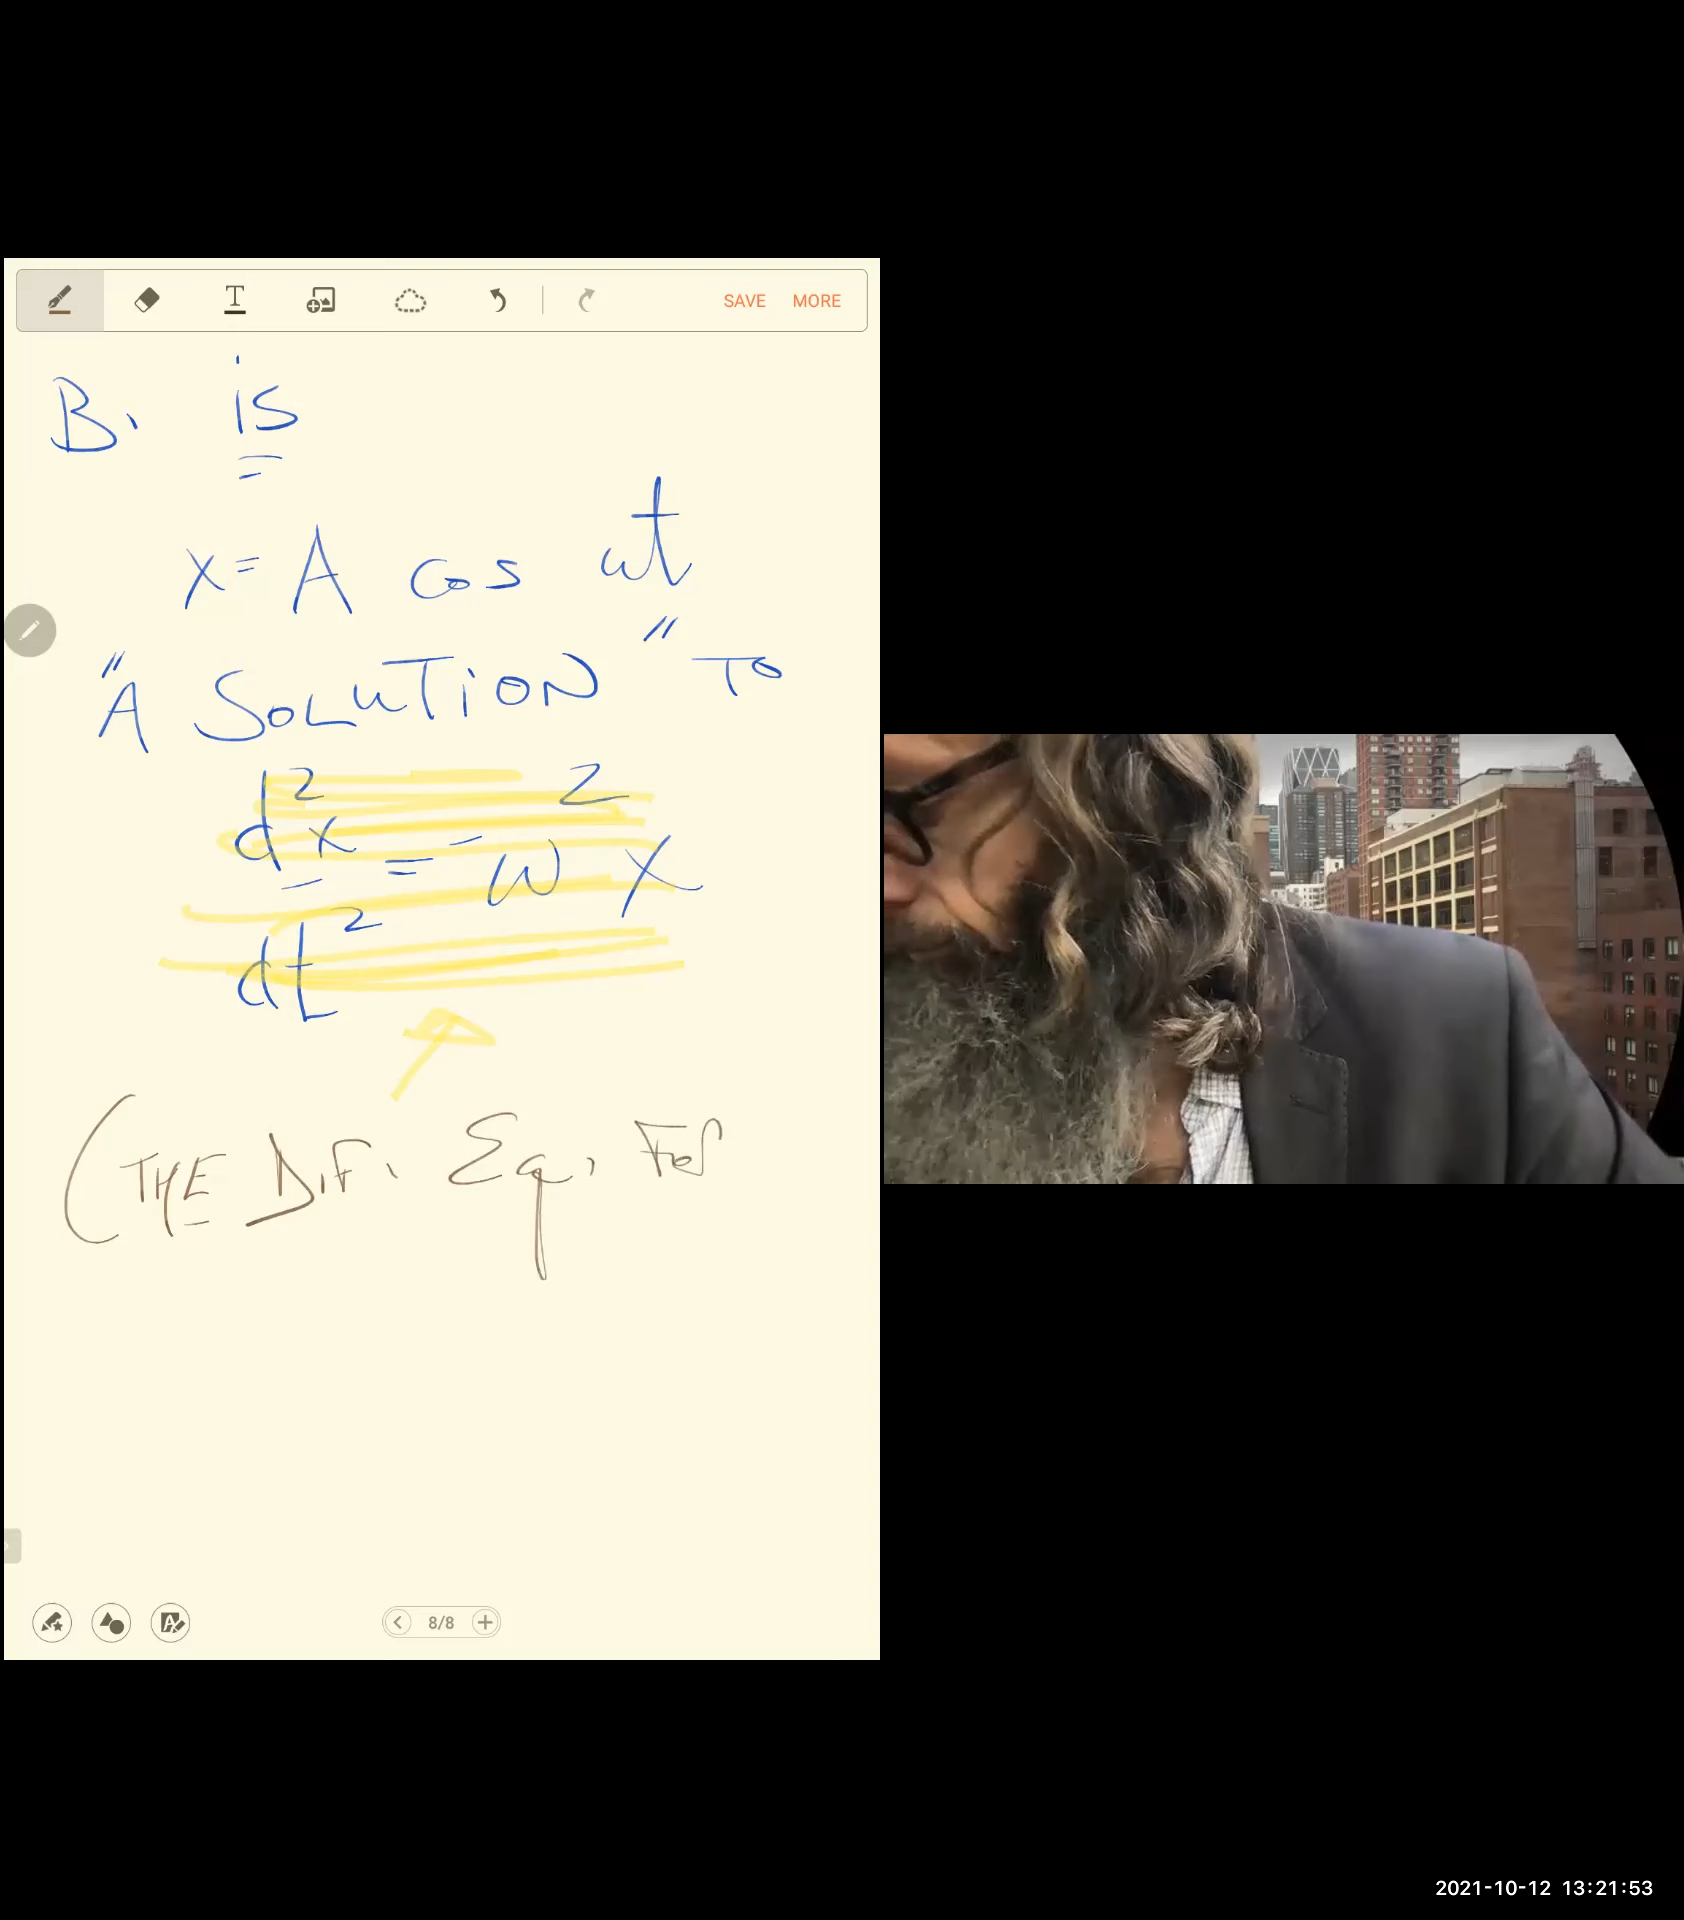 SAVE MORE
B. is
x = A cos ωt
"A SOLUTION" TO
d²x = -ω²x
dt²
(THE DIF. Eq. FOR
8/8
2021-10-12 13:21:53